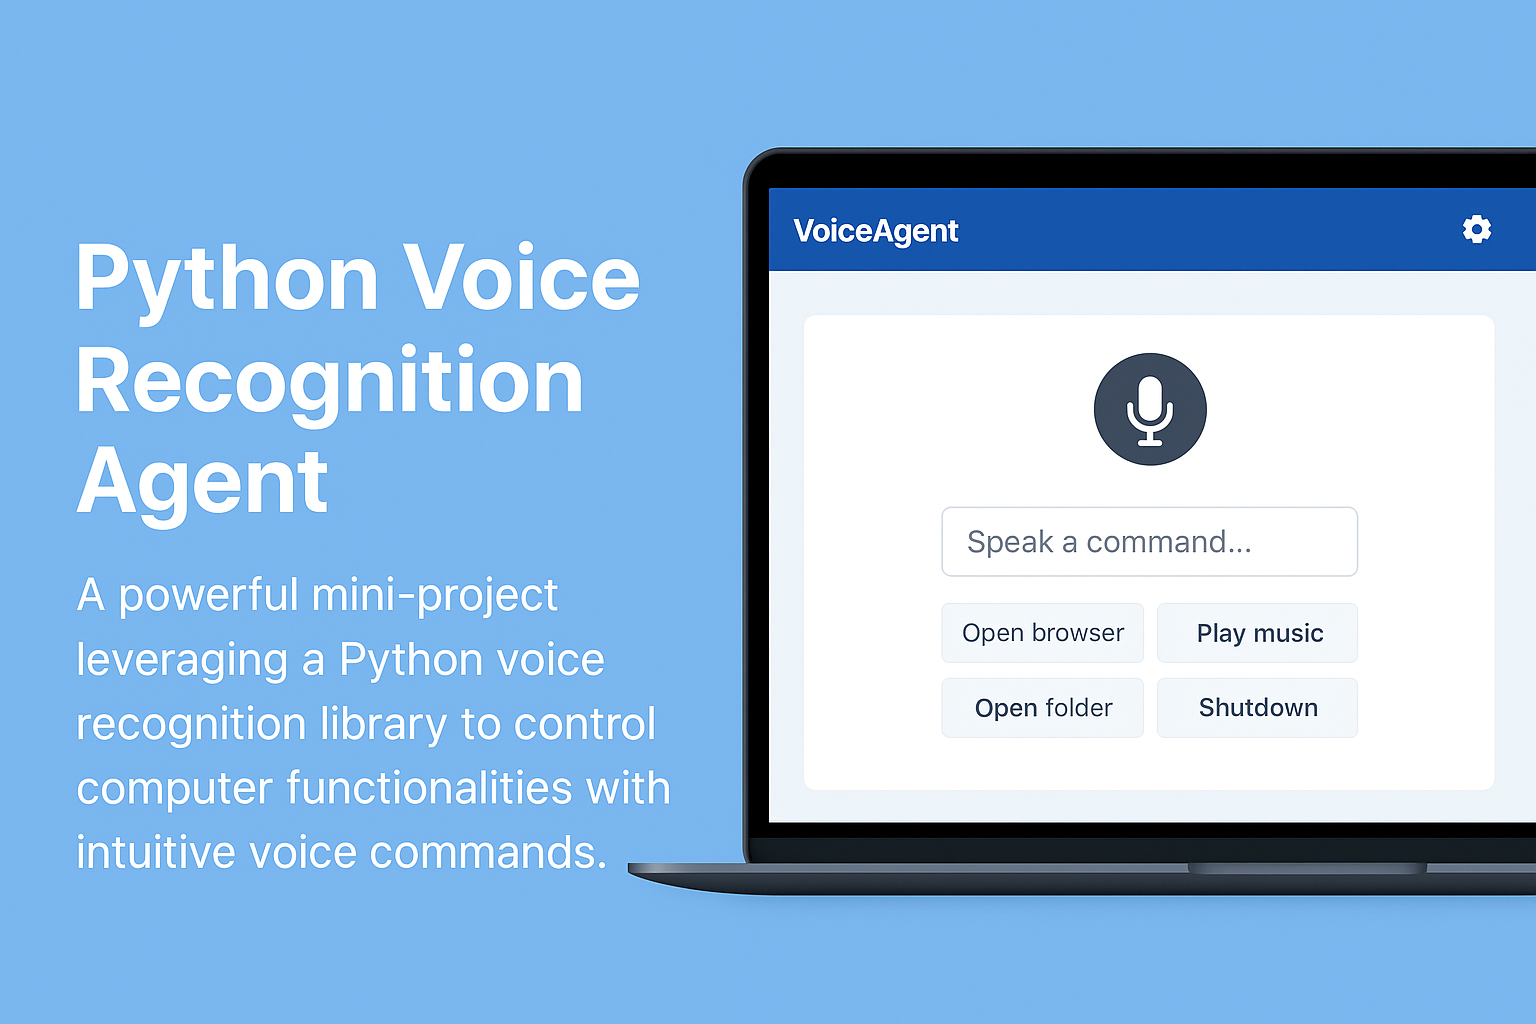 Python Voice
Recognition
Agent
A powerful mini-project
leveraging a Python voice
recognition library to control
computer functionalities with
intuitive voice commands.
VoiceAgent
Speak a command...
Open browser
Play music
Open folder
Shutdown